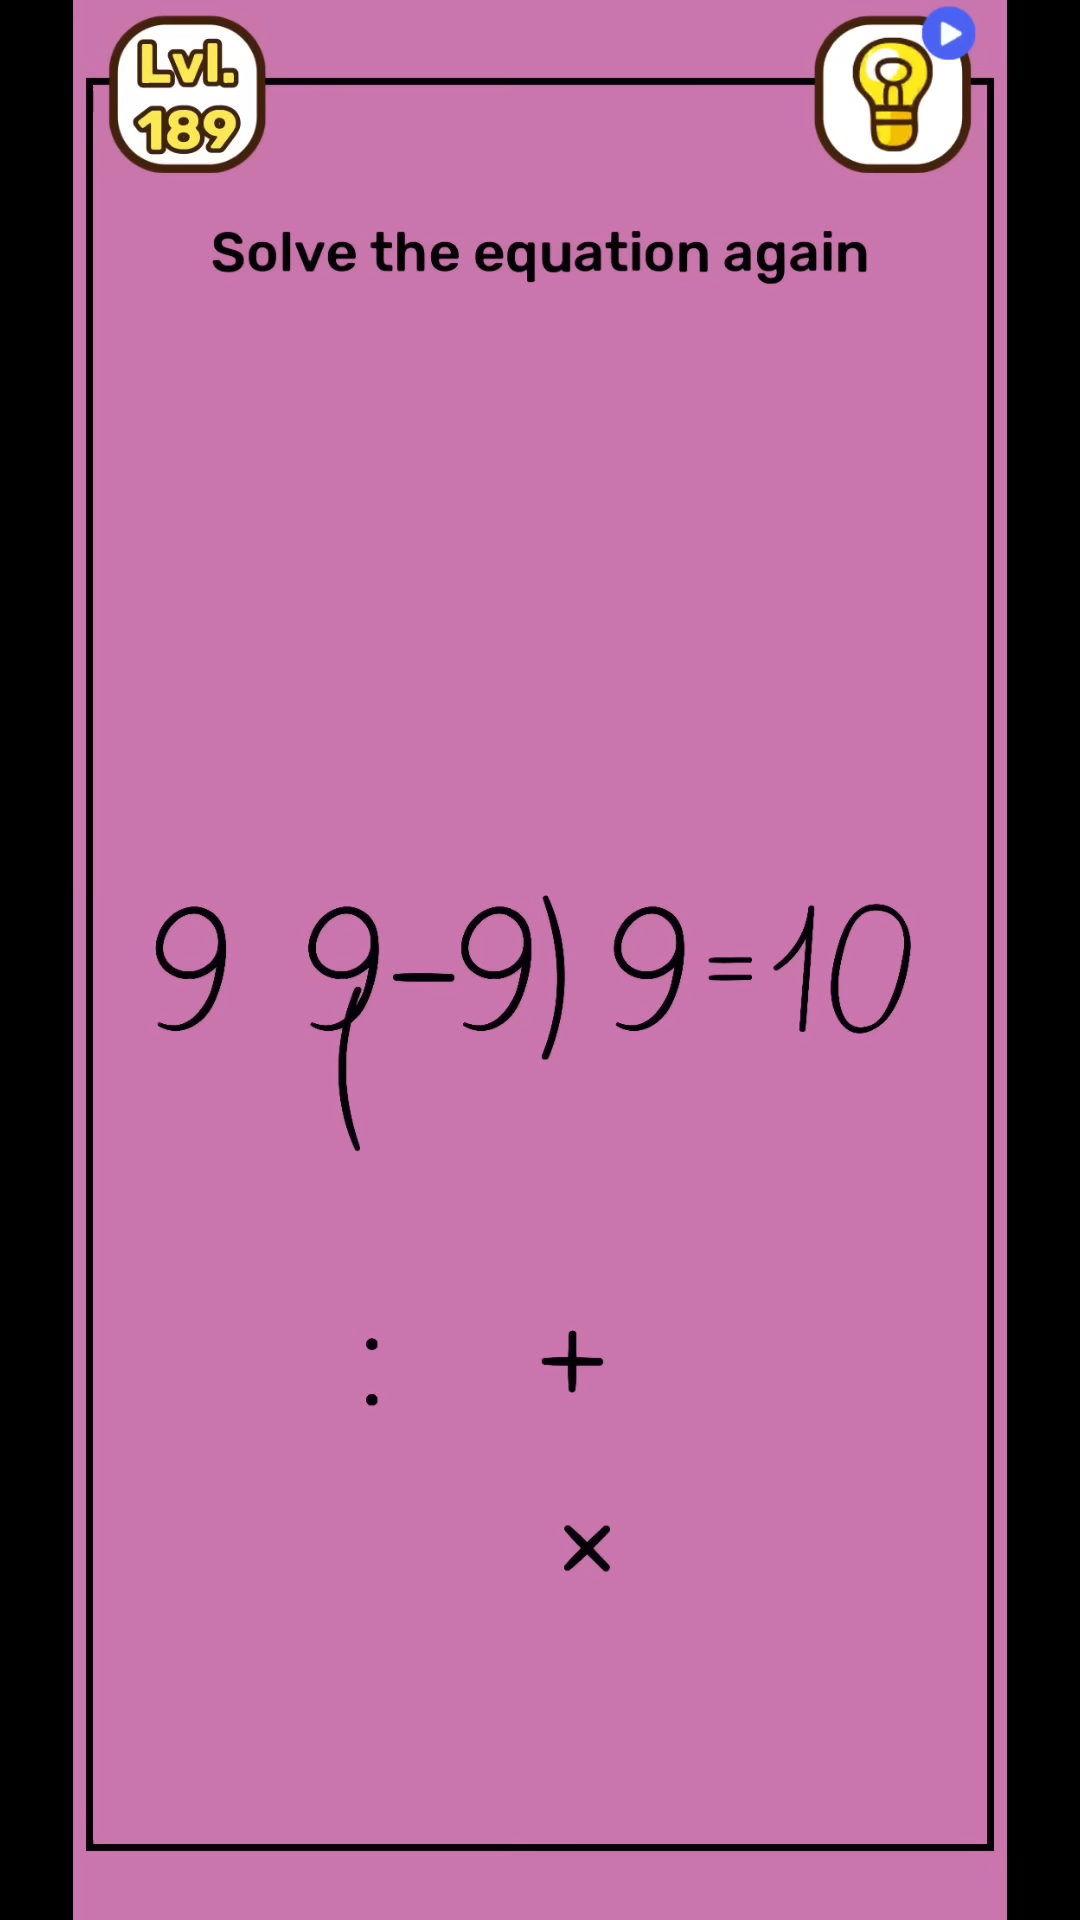 Lvl.
189
Solve the equation again
9 9-9) 9=10
(
: +
×